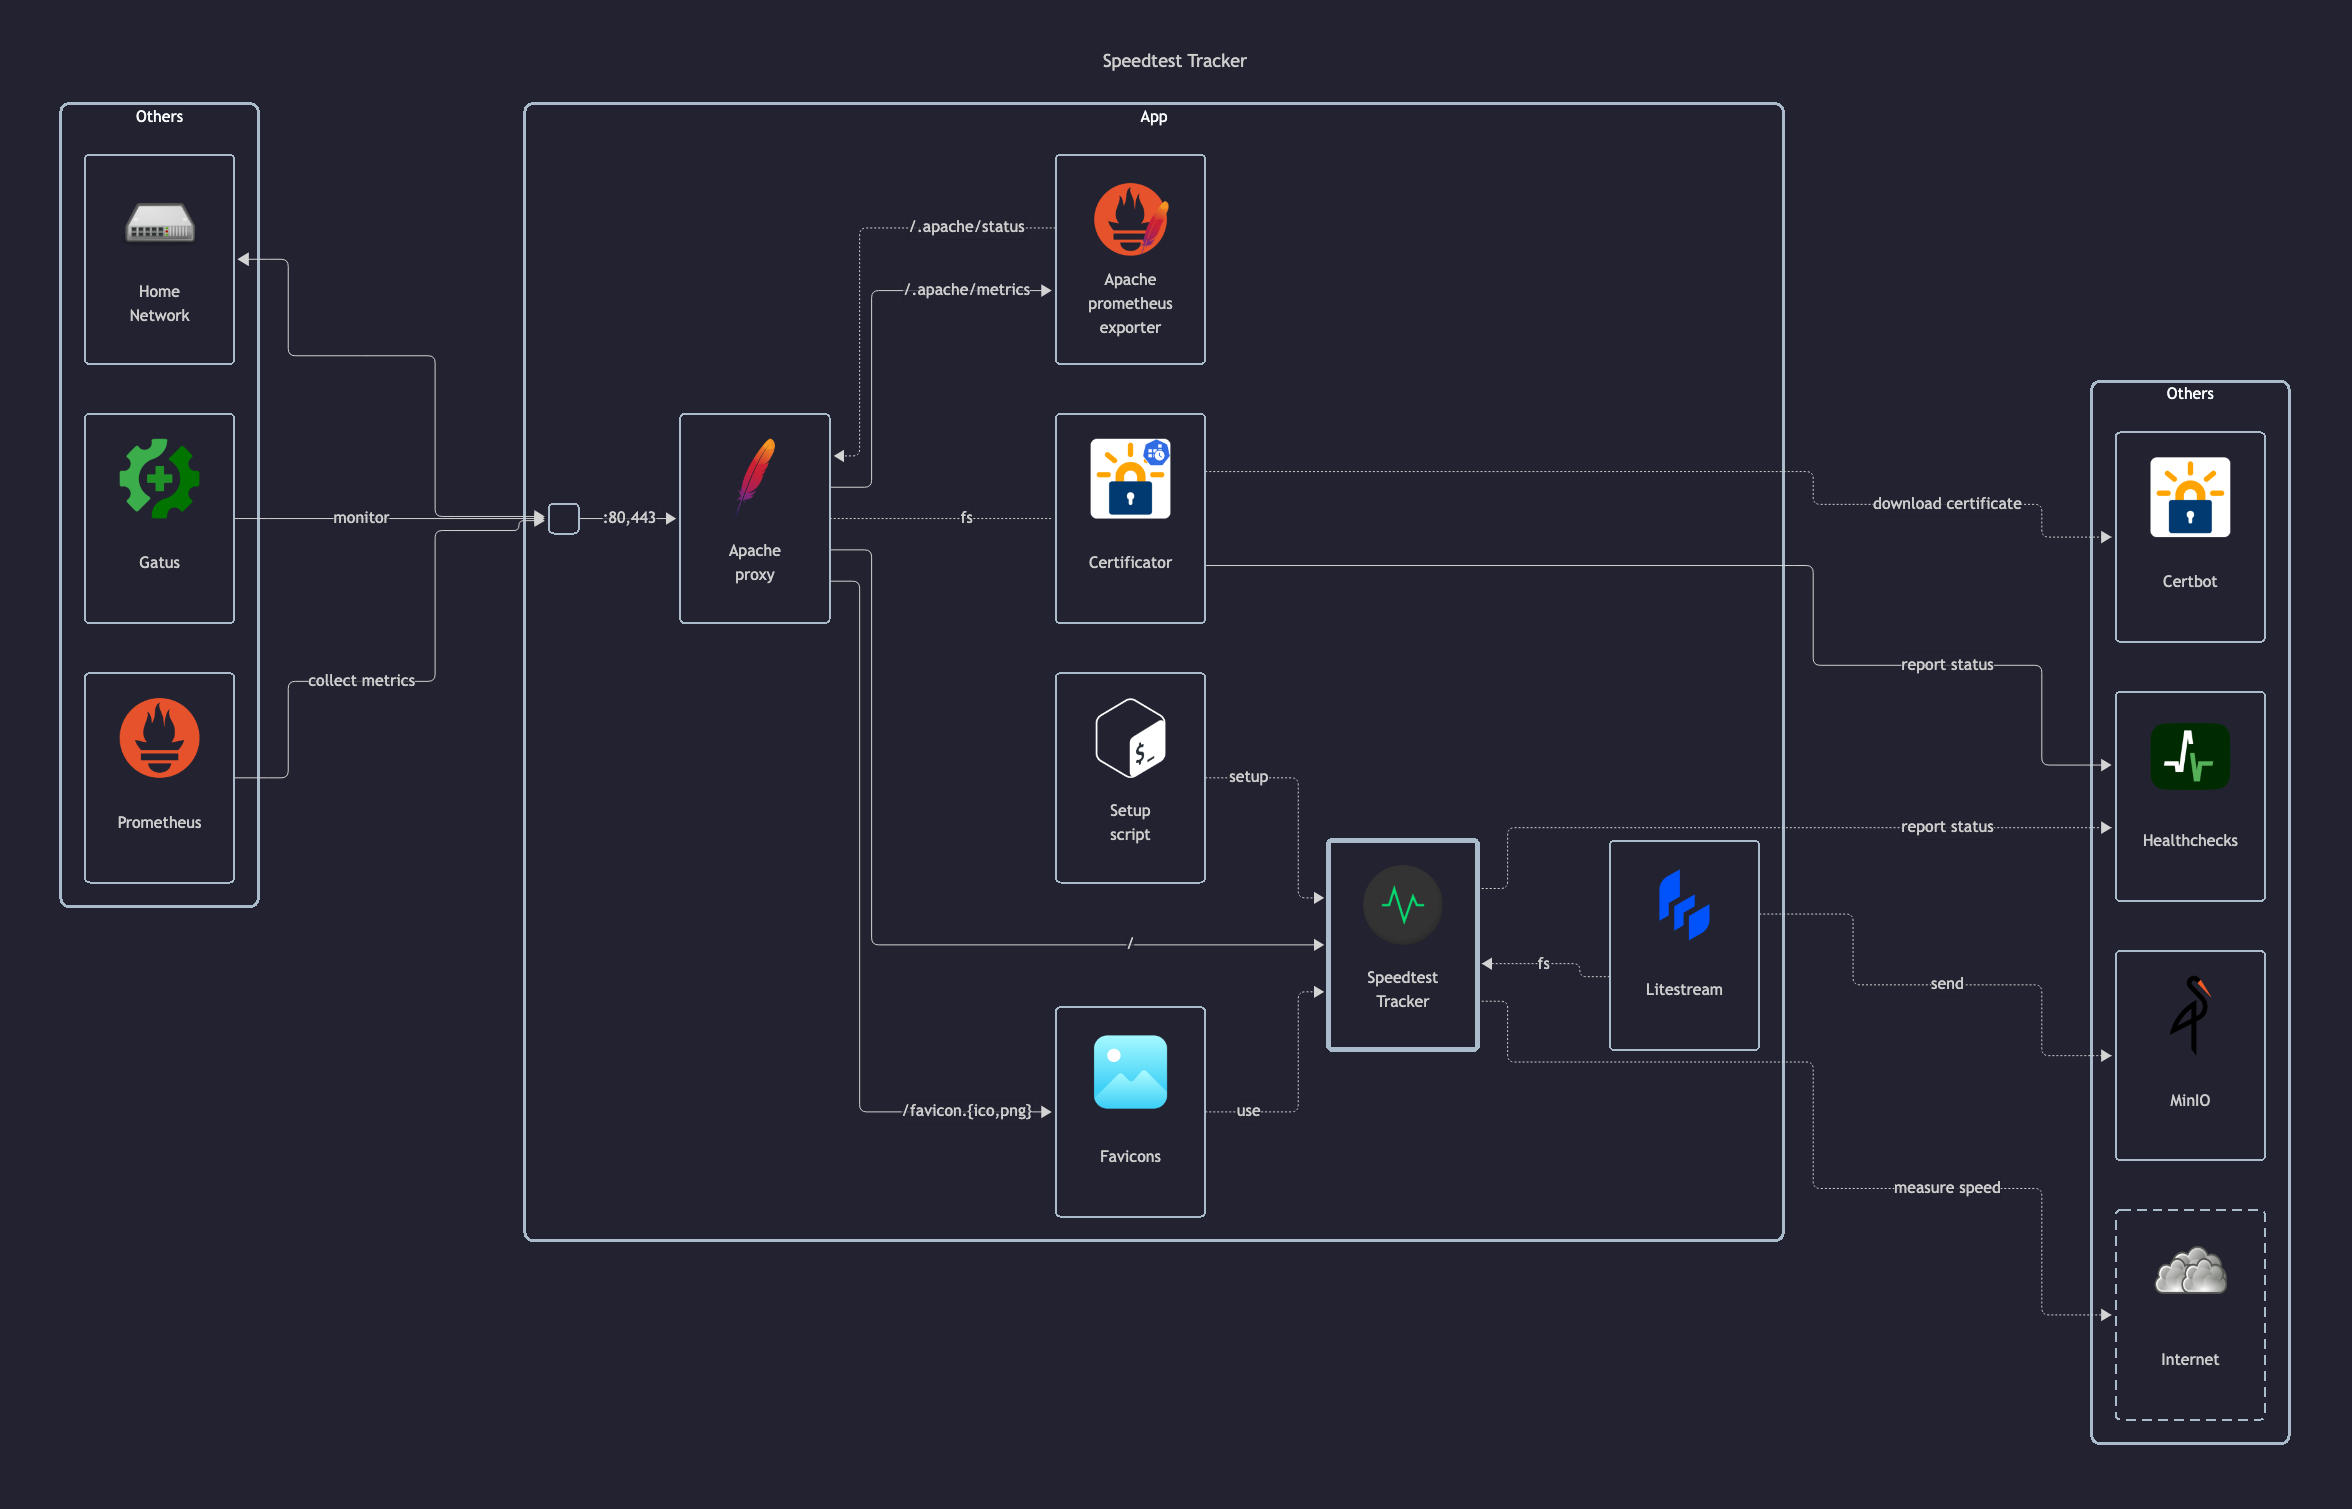 Speedtest Tracker
Others
Home
Network
Gatus
Prometheus
monitor
collect metrics
App
:80,443
Apache
proxy
/.apache/status
/.apache/metrics
fs
/
/favicon.{ico,png}
Apache
prometheus
exporter
Certificator
$_
Setup
script
Favicons
setup
use
Speedtest
Tracker
fs
Litestream
download certificate
report status
report status
send
measure speed
Others
Certbot
Healthchecks
MinIO
Internet